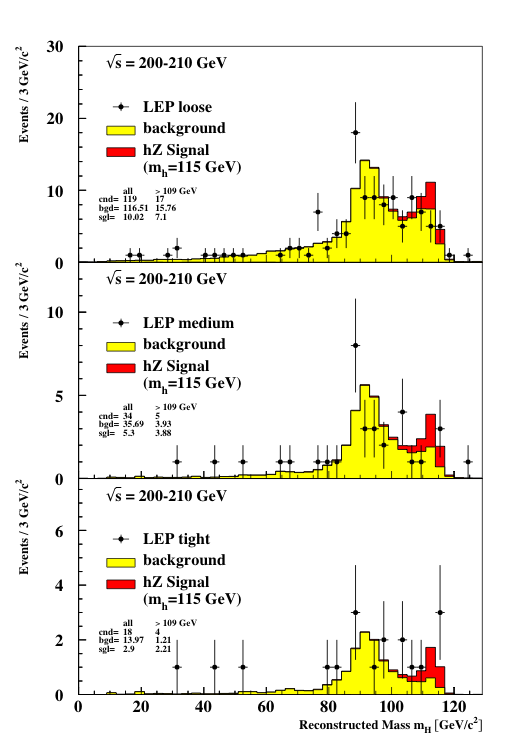 Events / 3 GeV/c²
30
20
10
0
√s = 200-210 GeV
LEP loose
background
hZ Signal
(mₕ=115 GeV)
all > 109 GeV
cnd= 119 17
bgd= 116.51 15.76
sgl= 10.02 7.1
Events / 3 GeV/c²
10
5
0
√s = 200-210 GeV
LEP medium
background
hZ Signal
(mₕ=115 GeV)
all > 109 GeV
cnd= 34 5
bgd= 35.69 3.93
sgl= 5.3 3.88
Events / 3 GeV/c²
6
4
2
0
√s = 200-210 GeV
LEP tight
background
hZ Signal
(mₕ=115 GeV)
all > 109 GeV
cnd= 18 4
bgd= 13.97 1.21
sgl= 2.9 2.21
0 20 40 60 80 100 120
Reconstructed Mass m_H [GeV/c²]